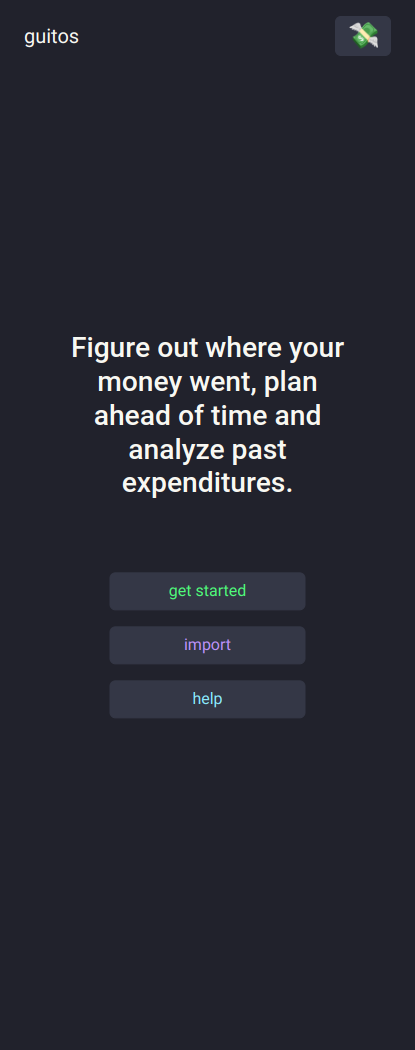 guitos
Figure out where your
money went, plan
ahead of time and
analyze past
expenditures.
get started
import
help